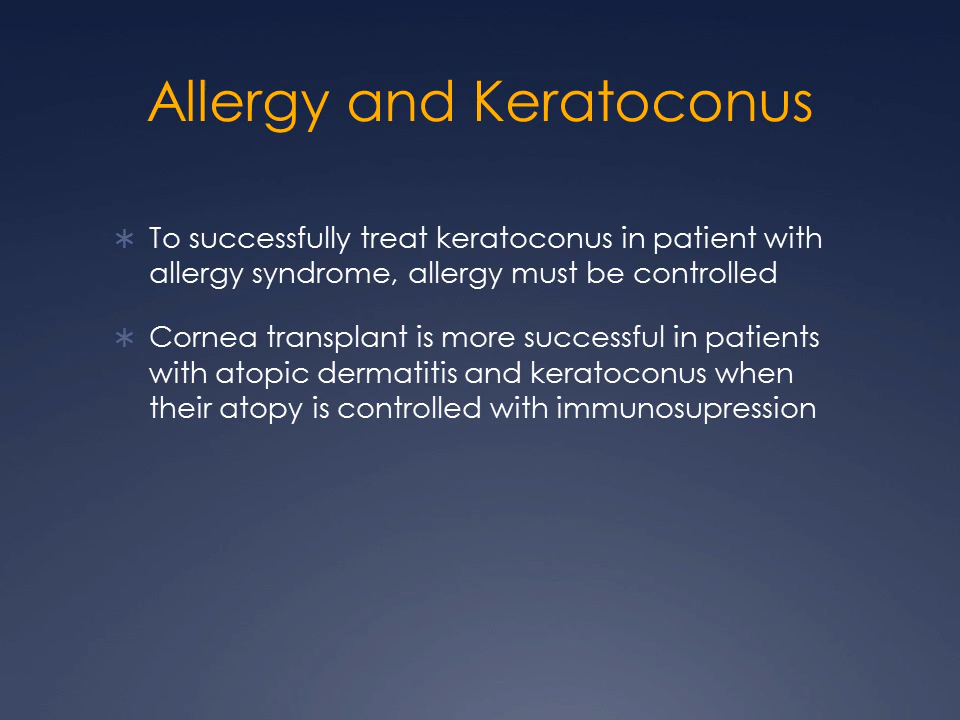 Allergy and Keratoconus
* To successfully treat keratoconus in patient with
allergy syndrome, allergy must be controlled
* Cornea transplant is more successful in patients
with atopic dermatitis and keratoconus when
their atopy is controlled with immunosupression